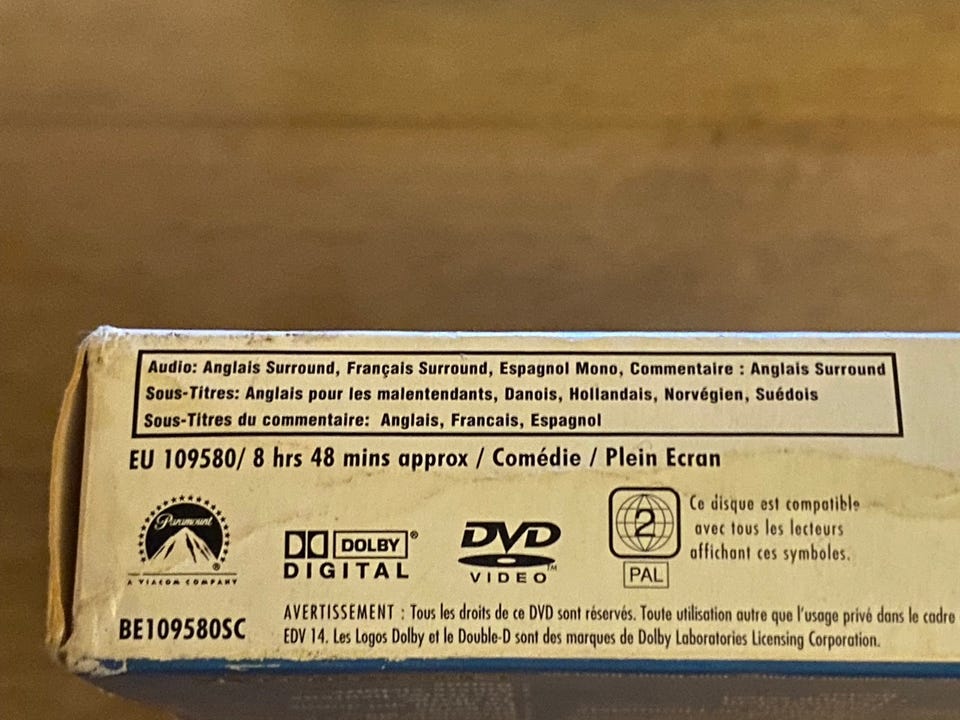 Audio: Anglais Surround, Français Surround, Espagnol Mono, Commentaire : Anglais Surround
Sous-Titres: Anglais pour les malentendants, Danois, Hollandais, Norvégien, Suédois
Sous-Titres du commentaire: Anglais, Francais, Espagnol
EU 109580/ 8 hrs 48 mins approx / Comédie / Plein Ecran
Paramount
®
A VIACOM COMPANY
DOLBY®
DIGITAL
DVD
VIDEO™
2
PAL
Ce disque est compatible
avec tous les lecteurs
affichant ces symboles.
BE109580SC
AVERTISSEMENT : Tous les droits de ce DVD sont réservés. Toute utilisation autre que l'usage privé dans le cadre
EDV 14. Les Logos Dolby et le Double-D sont des marques de Dolby Laboratories Licensing Corporation.